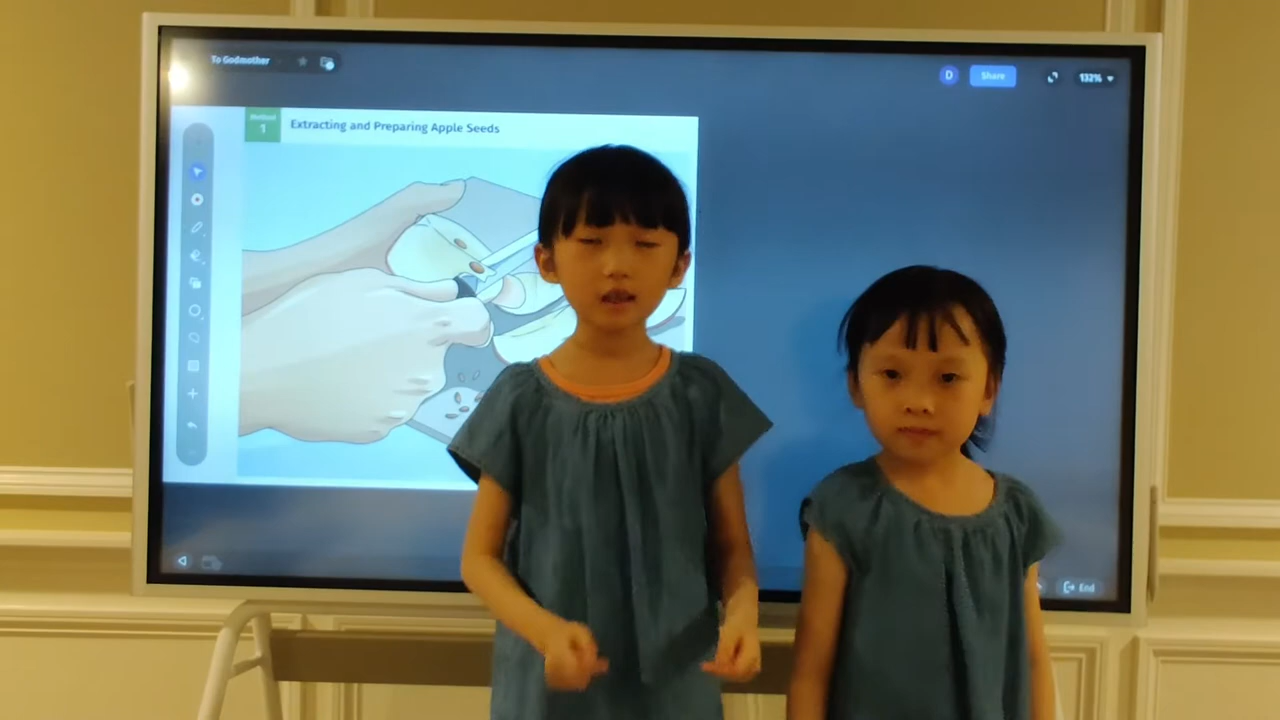 To Godmother
D
Share
132%
Method
1
Extracting and Preparing Apple Seeds
End